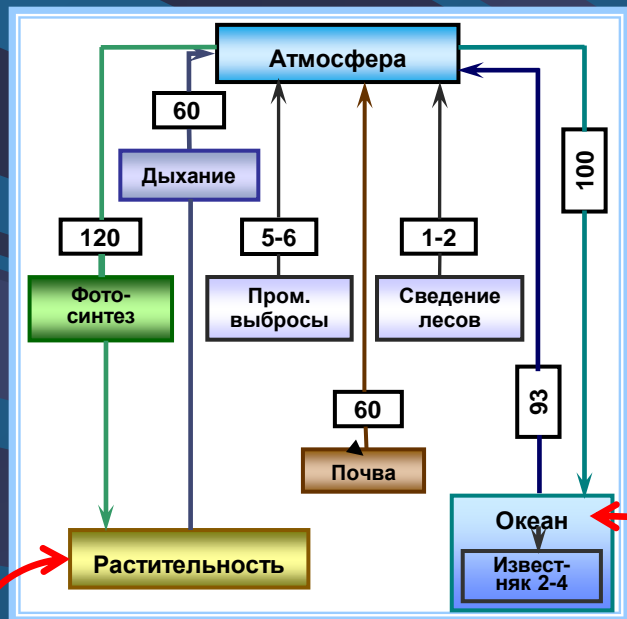 Атмосфера
60
Дыхание
100
120
5-6
1-2
Фото-
синтез
Пром.
выбросы
Сведение
лесов
93
60
Почва
Океан
Растительность
Извест-
няк 2-4